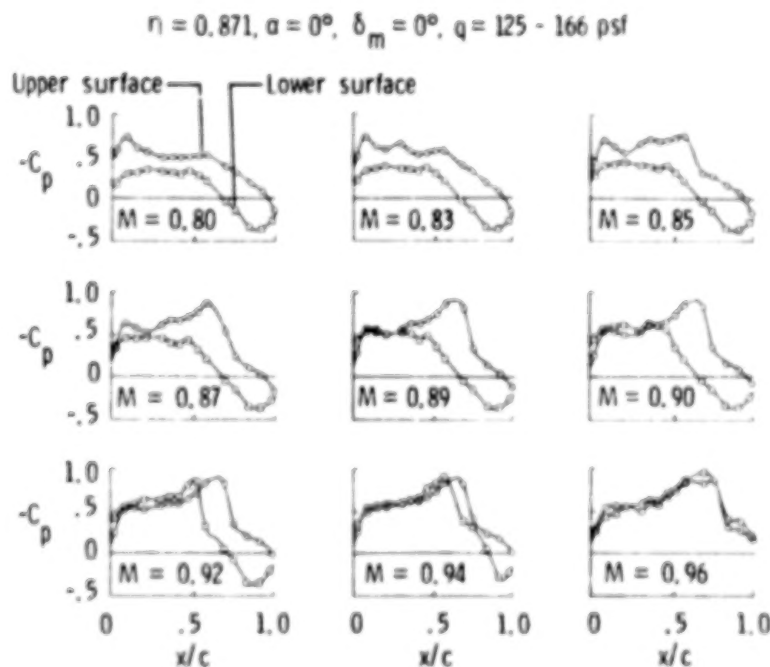 η = 0.871, α = 0°, δm = 0°, q = 125 - 166 psf
Upper surface Lower surface
1.0
-Cp .5
0
-.5
M = 0.80 M = 0.83 M = 0.85
1.0
-Cp .5
0
-.5
M = 0.87 M = 0.89 M = 0.90
1.0
-Cp .5
0
-.5
M = 0.92 M = 0.94 M = 0.96
0 .5 1.0 0 .5 1.0 0 .5 1.0
x/c x/c x/c